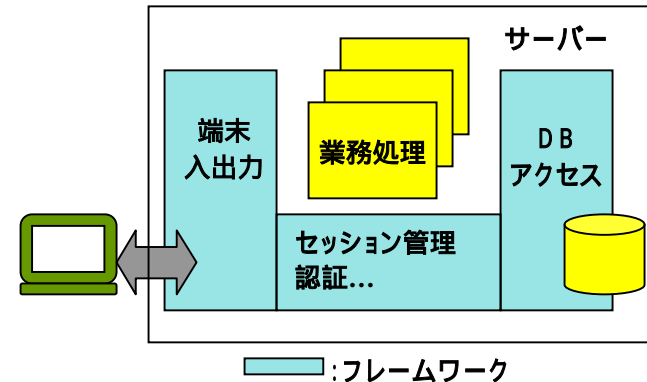 サーバー
端末
入出力
業務処理
DB
アクセス
セッション管理
認証...
:フレームワーク